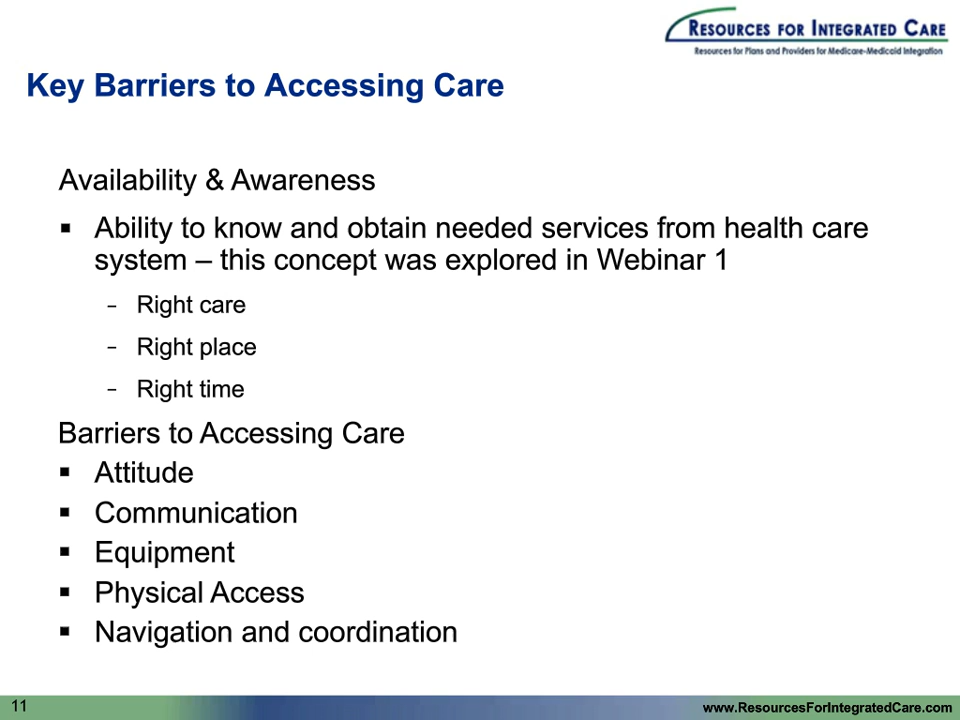 RESOURCES FOR INTEGRATED CARE
Resources for Plans and Providers for Medicare-Medicaid Integration
Key Barriers to Accessing Care
Availability & Awareness
▪ Ability to know and obtain needed services from health care
system – this concept was explored in Webinar 1
– Right care
– Right place
– Right time
Barriers to Accessing Care
▪ Attitude
▪ Communication
▪ Equipment
▪ Physical Access
▪ Navigation and coordination
11
www.ResourcesForIntegratedCare.com